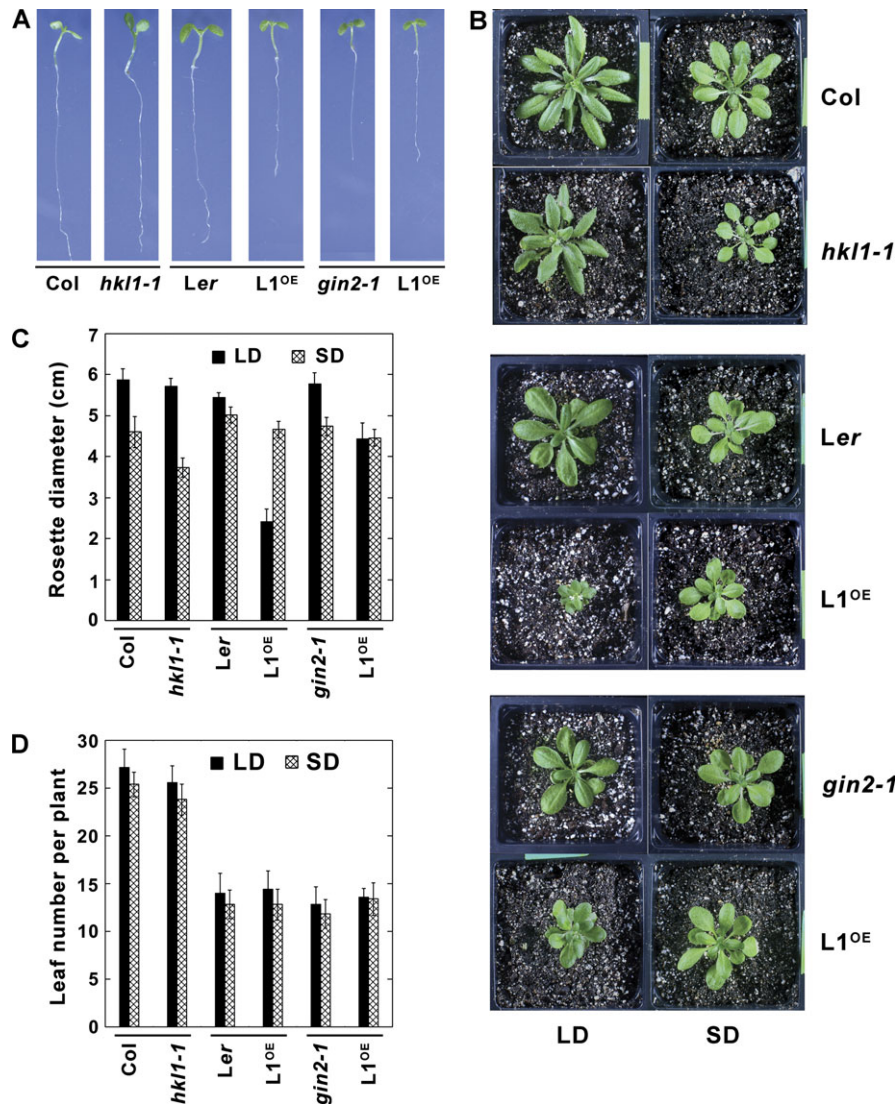 A
Col hkl1-1 Ler L1OE gin2-1 L1OE
B
Col
hkl1-1
Ler
L1OE
gin2-1
L1OE
LD SD
C
LD SD
Rosette diameter (cm)
7
6
5
4
3
2
1
0
Col hkl1-1 Ler L1OE gin2-1 L1OE
D
LD SD
Leaf number per plant
30
25
20
15
10
5
0
Col hkl1-1 Ler L1OE gin2-1 L1OE